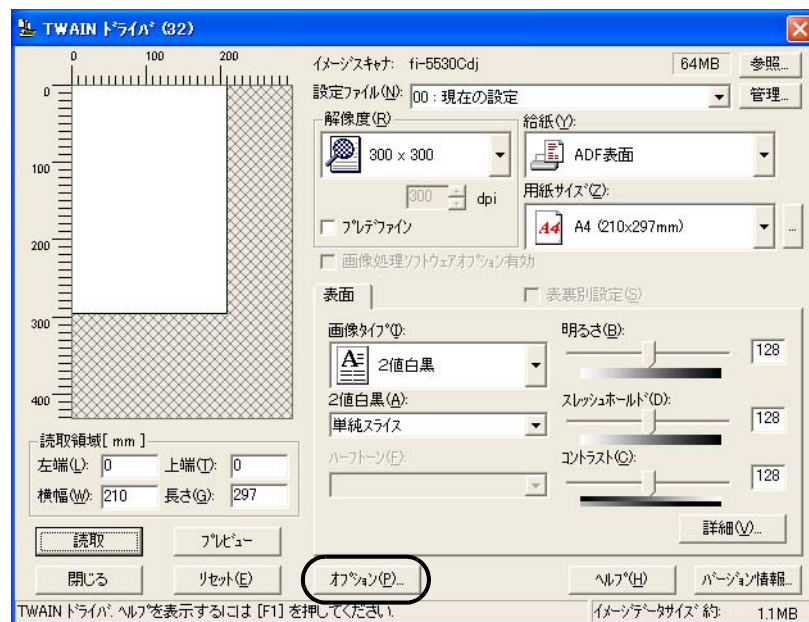 TWAIN ﾄﾞﾗｲﾊﾞ (32)
0 100 200
0
100
200
300
400
ｲﾒｰｼﾞｽｷｬﾅ: fi-5530Cdj 64MB 参照...
設定ﾌｧｲﾙ(N): 00 : 現在の設定 管理...
解像度(R)
300 × 300
300 dpi
ﾌﾟﾚﾃﾞﾌｧｲﾝ
給紙(Y):
ADF表面
用紙ｻｲｽﾞ(Z):
A4 A4 (210x297mm) ...
画像処理ｿﾌﾄｳｪｱｵﾌﾟｼｮﾝ有効
表面 表裏別設定(S)
画像ﾀｲﾌﾟ(I):
A 2値白黒
2値白黒(A):
単純ｽﾗｲｽ
ﾊｰﾌﾄｰﾝ(F):
明るさ(B):
128
ｽﾚｯｼｭﾎｰﾙﾄﾞ(D):
128
ｺﾝﾄﾗｽﾄ(C):
128
詳細(V)...
読取領域[ mm ]
左端(L): 0 上端(T): 0
横幅(W): 210 長さ(G): 297
読取 ﾌﾟﾚﾋﾞｭｰ
閉じる ﾘｾｯﾄ(E) ｵﾌﾟｼｮﾝ(P)... ﾍﾙﾌﾟ(H) ﾊﾞｰｼﾞｮﾝ情報...
TWAIN ﾄﾞﾗｲﾊﾞ. ﾍﾙﾌﾟを表示するには [F1] を押してください. ｲﾒｰｼﾞﾃﾞｰﾀｻｲｽﾞ 約: 1.1MB